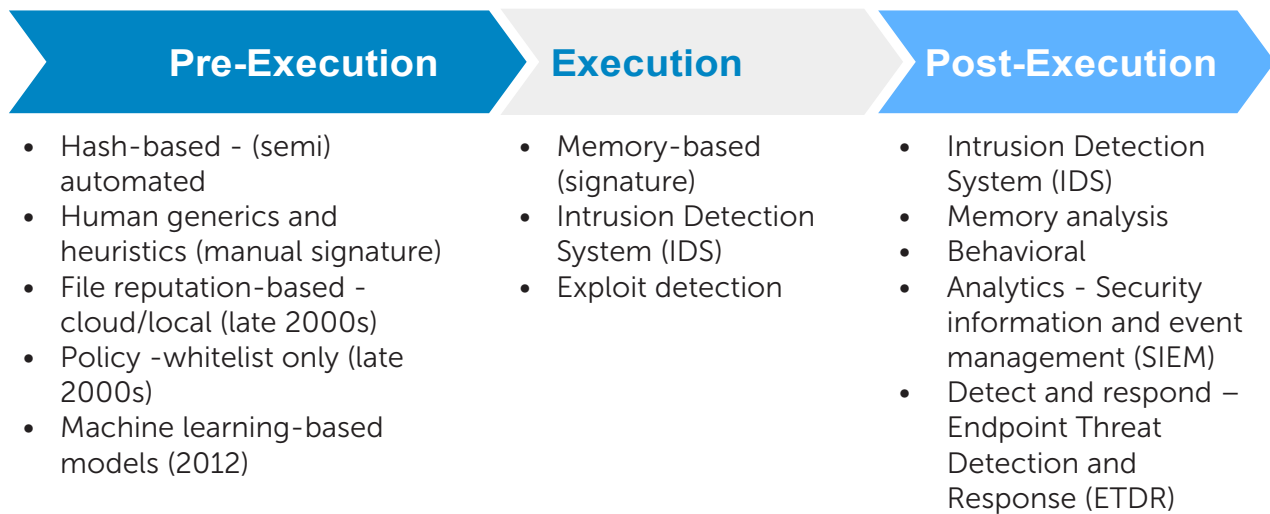 Pre-Execution
Execution
Post-Execution
• Hash-based - (semi)
automated
• Human generics and
heuristics (manual signature)
• File reputation-based -
cloud/local (late 2000s)
• Policy -whitelist only (late
2000s)
• Machine learning-based
models (2012)
• Memory-based
(signature)
• Intrusion Detection
System (IDS)
• Exploit detection
• Intrusion Detection
System (IDS)
• Memory analysis
• Behavioral
• Analytics - Security
information and event
management (SIEM)
• Detect and respond –
Endpoint Threat
Detection and
Response (ETDR)